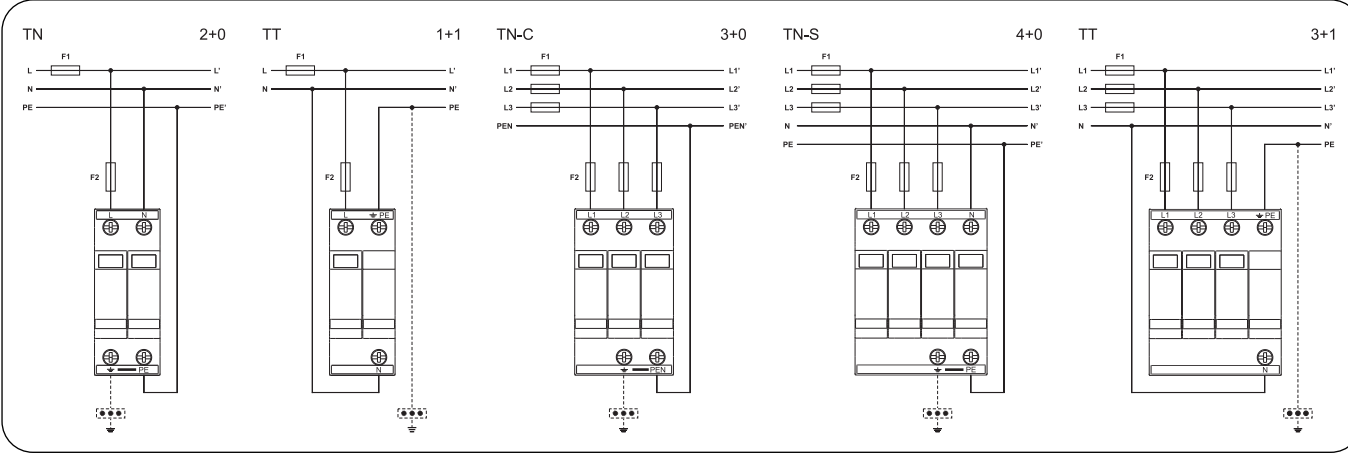 TN 2+0
F1
L L'
N N'
PE PE'
F2
L N
PE
TT 1+1
F1
L L'
N N'
PE
F2
L PE
N
TN-C 3+0
F1
L1 L1'
L2 L2'
L3 L3'
PEN PEN'
F2
L1 L2 L3
PEN
TN-S 4+0
F1
L1 L1'
L2 L2'
L3 L3'
N N'
PE PE'
F2
L1 L2 L3 N
PE
TT 3+1
F1
L1 L1'
L2 L2'
L3 L3'
N N'
PE
F2
L1 L2 L3 PE
N